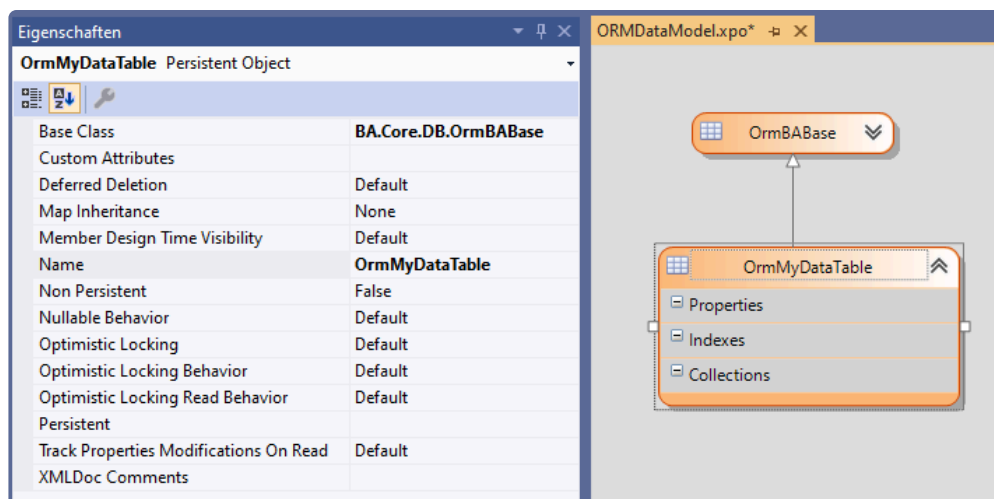 Eigenschaften
OrmMyDataTable Persistent Object
Base Class BA.Core.DB.OrmBABase
Custom Attributes
Deferred Deletion Default
Map Inheritance None
Member Design Time Visibility Default
Name OrmMyDataTable
Non Persistent False
Nullable Behavior Default
Optimistic Locking Default
Optimistic Locking Behavior Default
Optimistic Locking Read Behavior Default
Persistent
Track Properties Modifications On Read Default
XMLDoc Comments
ORMDataModel.xpo*
OrmBABase
OrmMyDataTable
Properties
Indexes
Collections